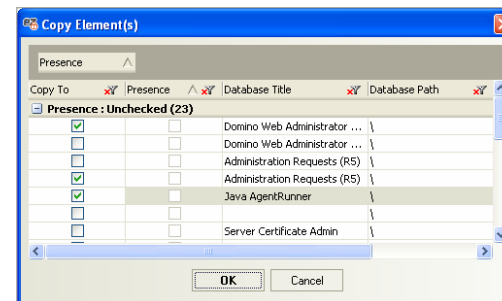 Copy Element(s)
Presence
Copy To Presence Database Title Database Path
Presence : Unchecked (23)
Domino Web Administrator ... \
Domino Web Administrator ... \
Administration Requests (R5) \
Administration Requests (R5) \
Java AgentRunner \
\
Server Certificate Admin \
OK Cancel